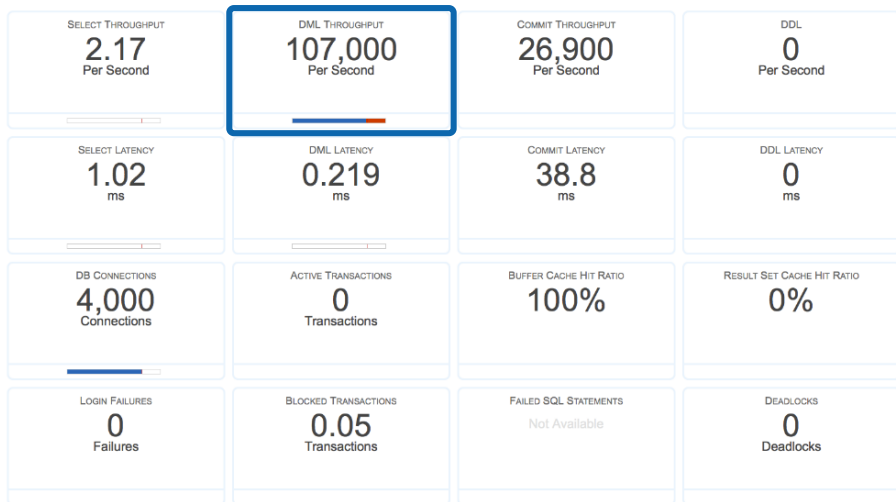 SELECT THROUGHPUT
2.17
Per Second
DML THROUGHPUT
107,000
Per Second
COMMIT THROUGHPUT
26,900
Per Second
DDL
0
Per Second
SELECT LATENCY
1.02
ms
DML LATENCY
0.219
ms
COMMIT LATENCY
38.8
ms
DDL LATENCY
0
ms
DB CONNECTIONS
4,000
Connections
ACTIVE TRANSACTIONS
0
Transactions
BUFFER CACHE HIT RATIO
100%
RESULT SET CACHE HIT RATIO
0%
LOGIN FAILURES
0
Failures
BLOCKED TRANSACTIONS
0.05
Transactions
FAILED SQL STATEMENTS
Not Available
DEADLOCKS
0
Deadlocks